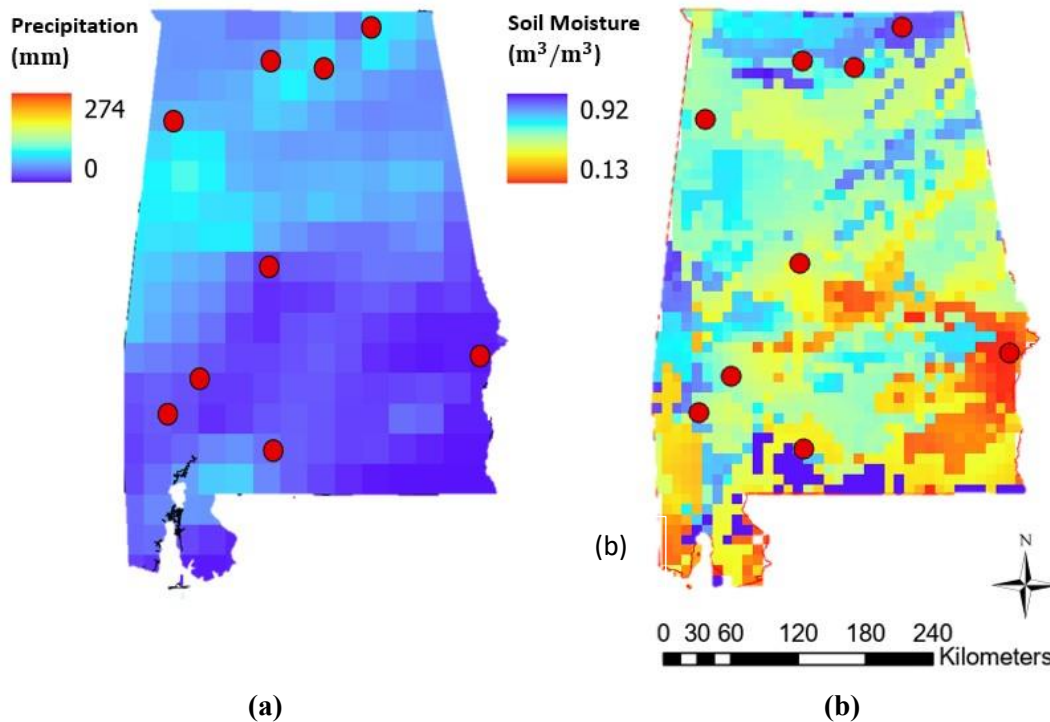 Precipitation
(mm)
274
0
Soil Moisture
(m³/m³)
0.92
0.13
(b)
N
0 30 60 120 180 240
Kilometers
(a)
(b)